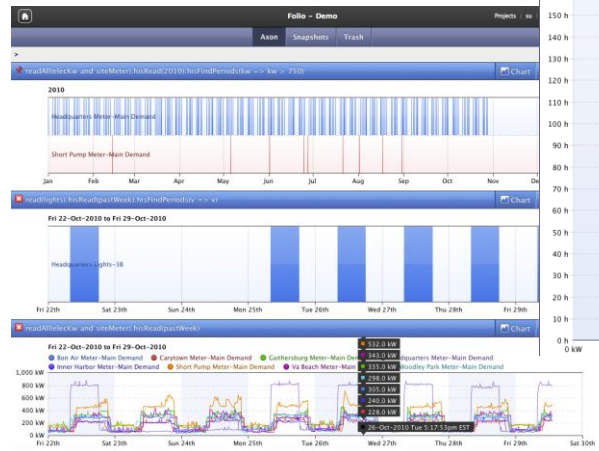 Folio – Demo
Projects
su
Axon
Snapshots
Trash
>
readAll(elecKw and siteMeter).hisRead(2010).hisFindPeriods(kw => kw > 750)
Chart
2010
Headquarters Meter-Main Demand
Short Pump Meter-Main Demand
Jan Feb Mar Apr May Jun Jul Aug Sep Oct Nov De
read(lights).hisRead(pastWeek).hisFindPeriods(v => v)
Chart
Fri 22-Oct-2010 to Fri 29-Oct-2010
Headquarters Lights-3B
Fri 22th Sat 23th Sun 24th Mon 25th Tue 26th Wed 27th Thu 28th Fri 29th
readAll(elecKw and siteMeter).hisRead(pastWeek)
Chart
Fri 22-Oct-2010 to Fri 29-Oct-2010
Bon Air Meter-Main Demand Carytown Meter-Main Demand Gaithersburg Meter-Main De dquarters Meter-Main Demand
Inner Harbor Meter-Main Demand Short Pump Meter-Main Demand Va Beach Meter-Main Woodley Park Meter-Main Demand
1,000 kW
800 kW
600 kW
400 kW
200 kW
0 kW
532.0 kW
343.0 kW
335.0 kW
298.0 kW
305.0 kW
240.0 kW
228.0 kW
26-Oct-2010 Tue 5:17:53pm EST
Fri 22th Sat 23th Sun 24th Mon 25th Tue 26th Wed 27th Thu 28th Fri 29th Sat 30th
150 h
140 h
130 h
120 h
110 h
100 h
90 h
80 h
70 h
60 h
50 h
40 h
30 h
20 h
10 h
0 h
0 kW